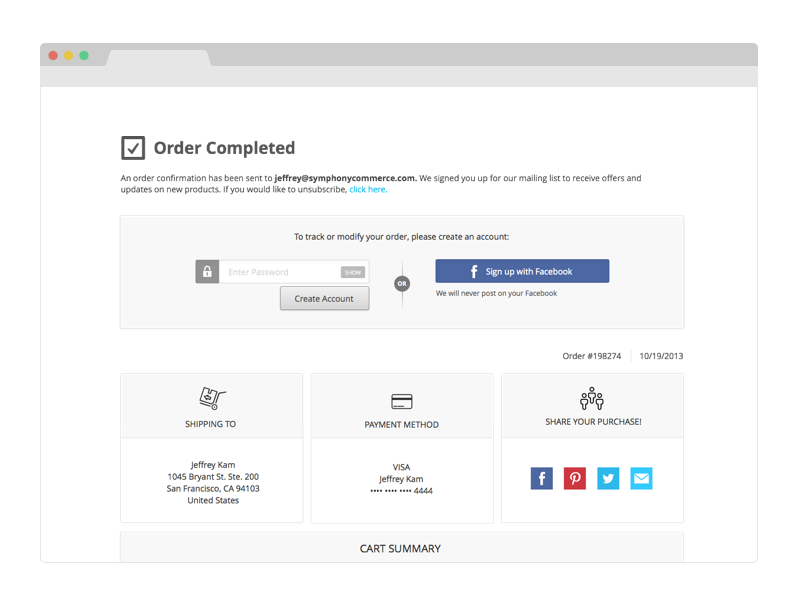 Order Completed
An order confirmation has been sent to jeffrey@symphonycommerce.com. We signed you up for our mailing list to receive offers and
updates on new products. If you would like to unsubscribe, click here.
To track or modify your order, please create an account:
Enter Password
SHOW
Create Account
OR
f Sign up with Facebook
We will never post on your Facebook
Order #198274
10/19/2013
SHIPPING TO
Jeffrey Kam
1045 Bryant St. Ste. 200
San Francisco, CA 94103
United States
PAYMENT METHOD
VISA
Jeffrey Kam
•••• •••• •••• 4444
SHARE YOUR PURCHASE!
CART SUMMARY